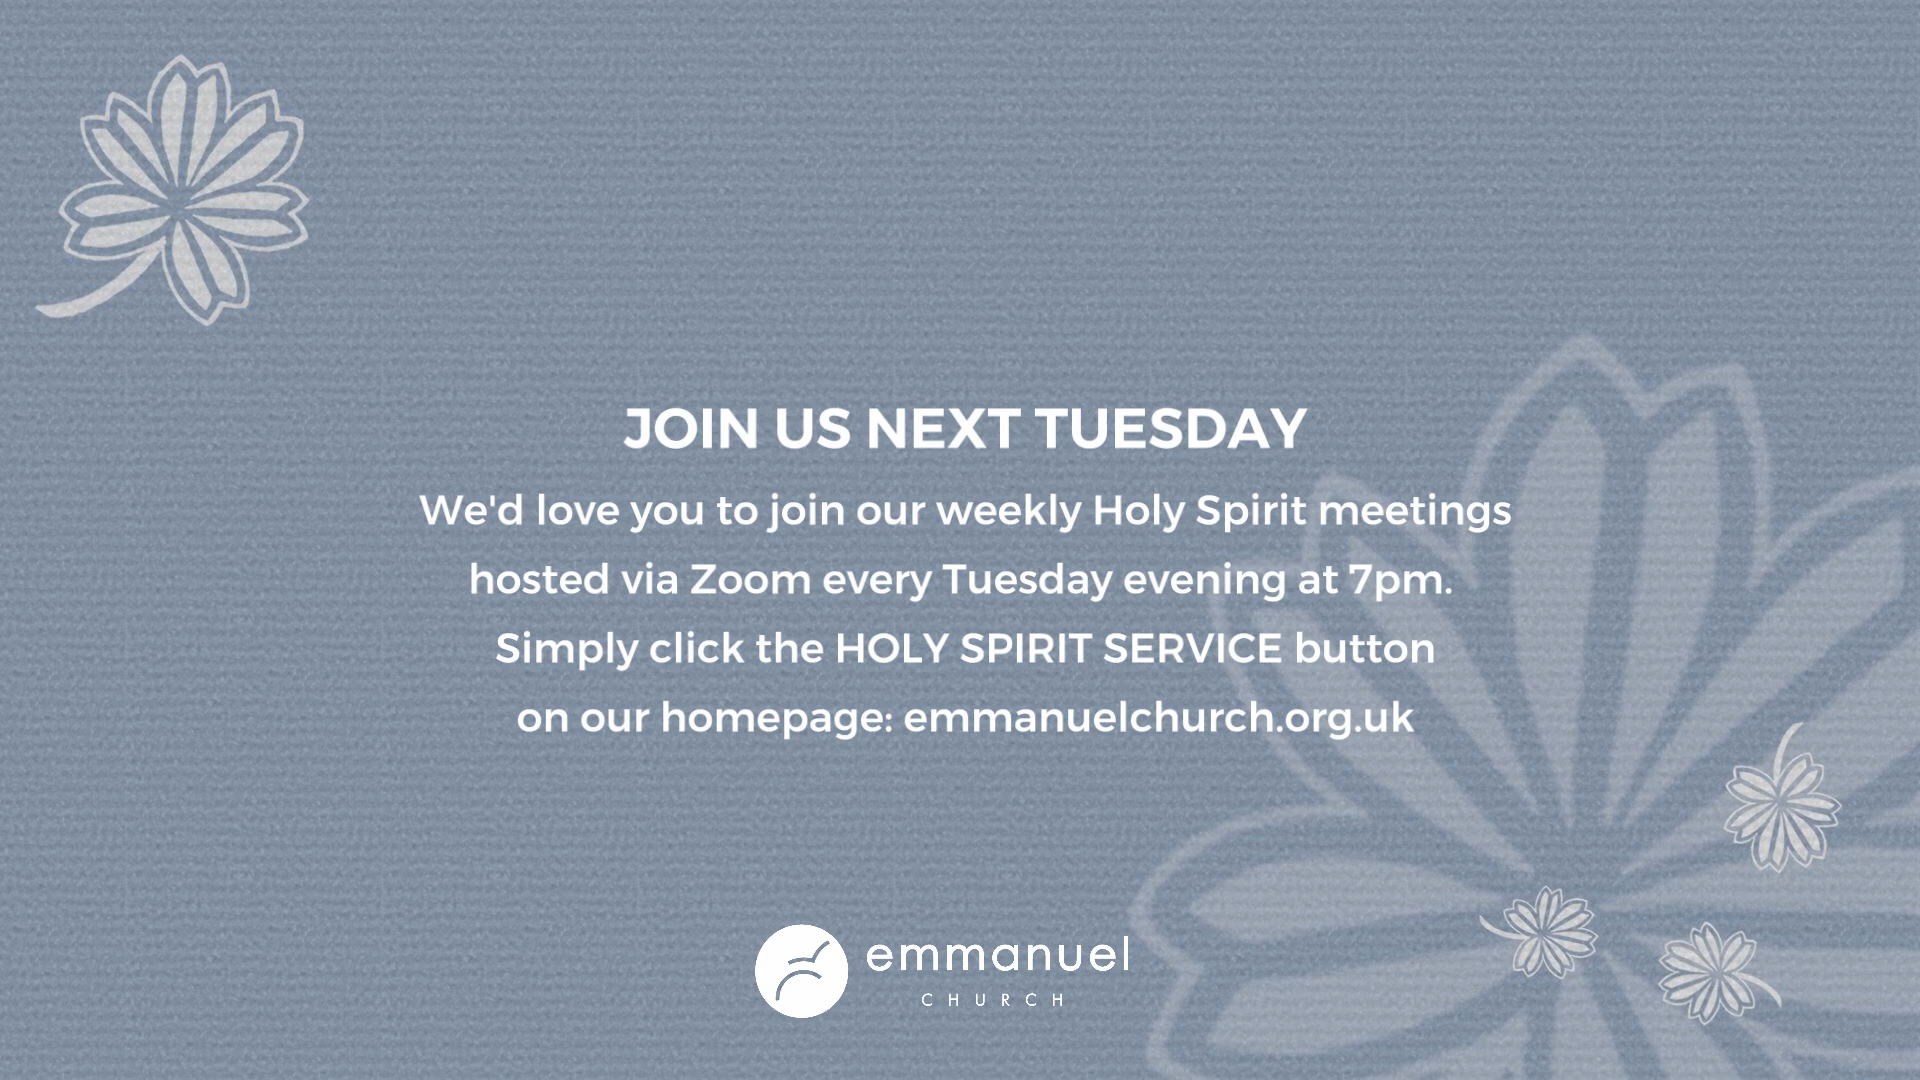 JOIN US NEXT TUESDAY
We'd love you to join our weekly Holy Spirit meetings
hosted via Zoom every Tuesday evening at 7pm.
Simply click the HOLY SPIRIT SERVICE button
on our homepage: emmanuelchurch.org.uk
emmanuel
CHURCH